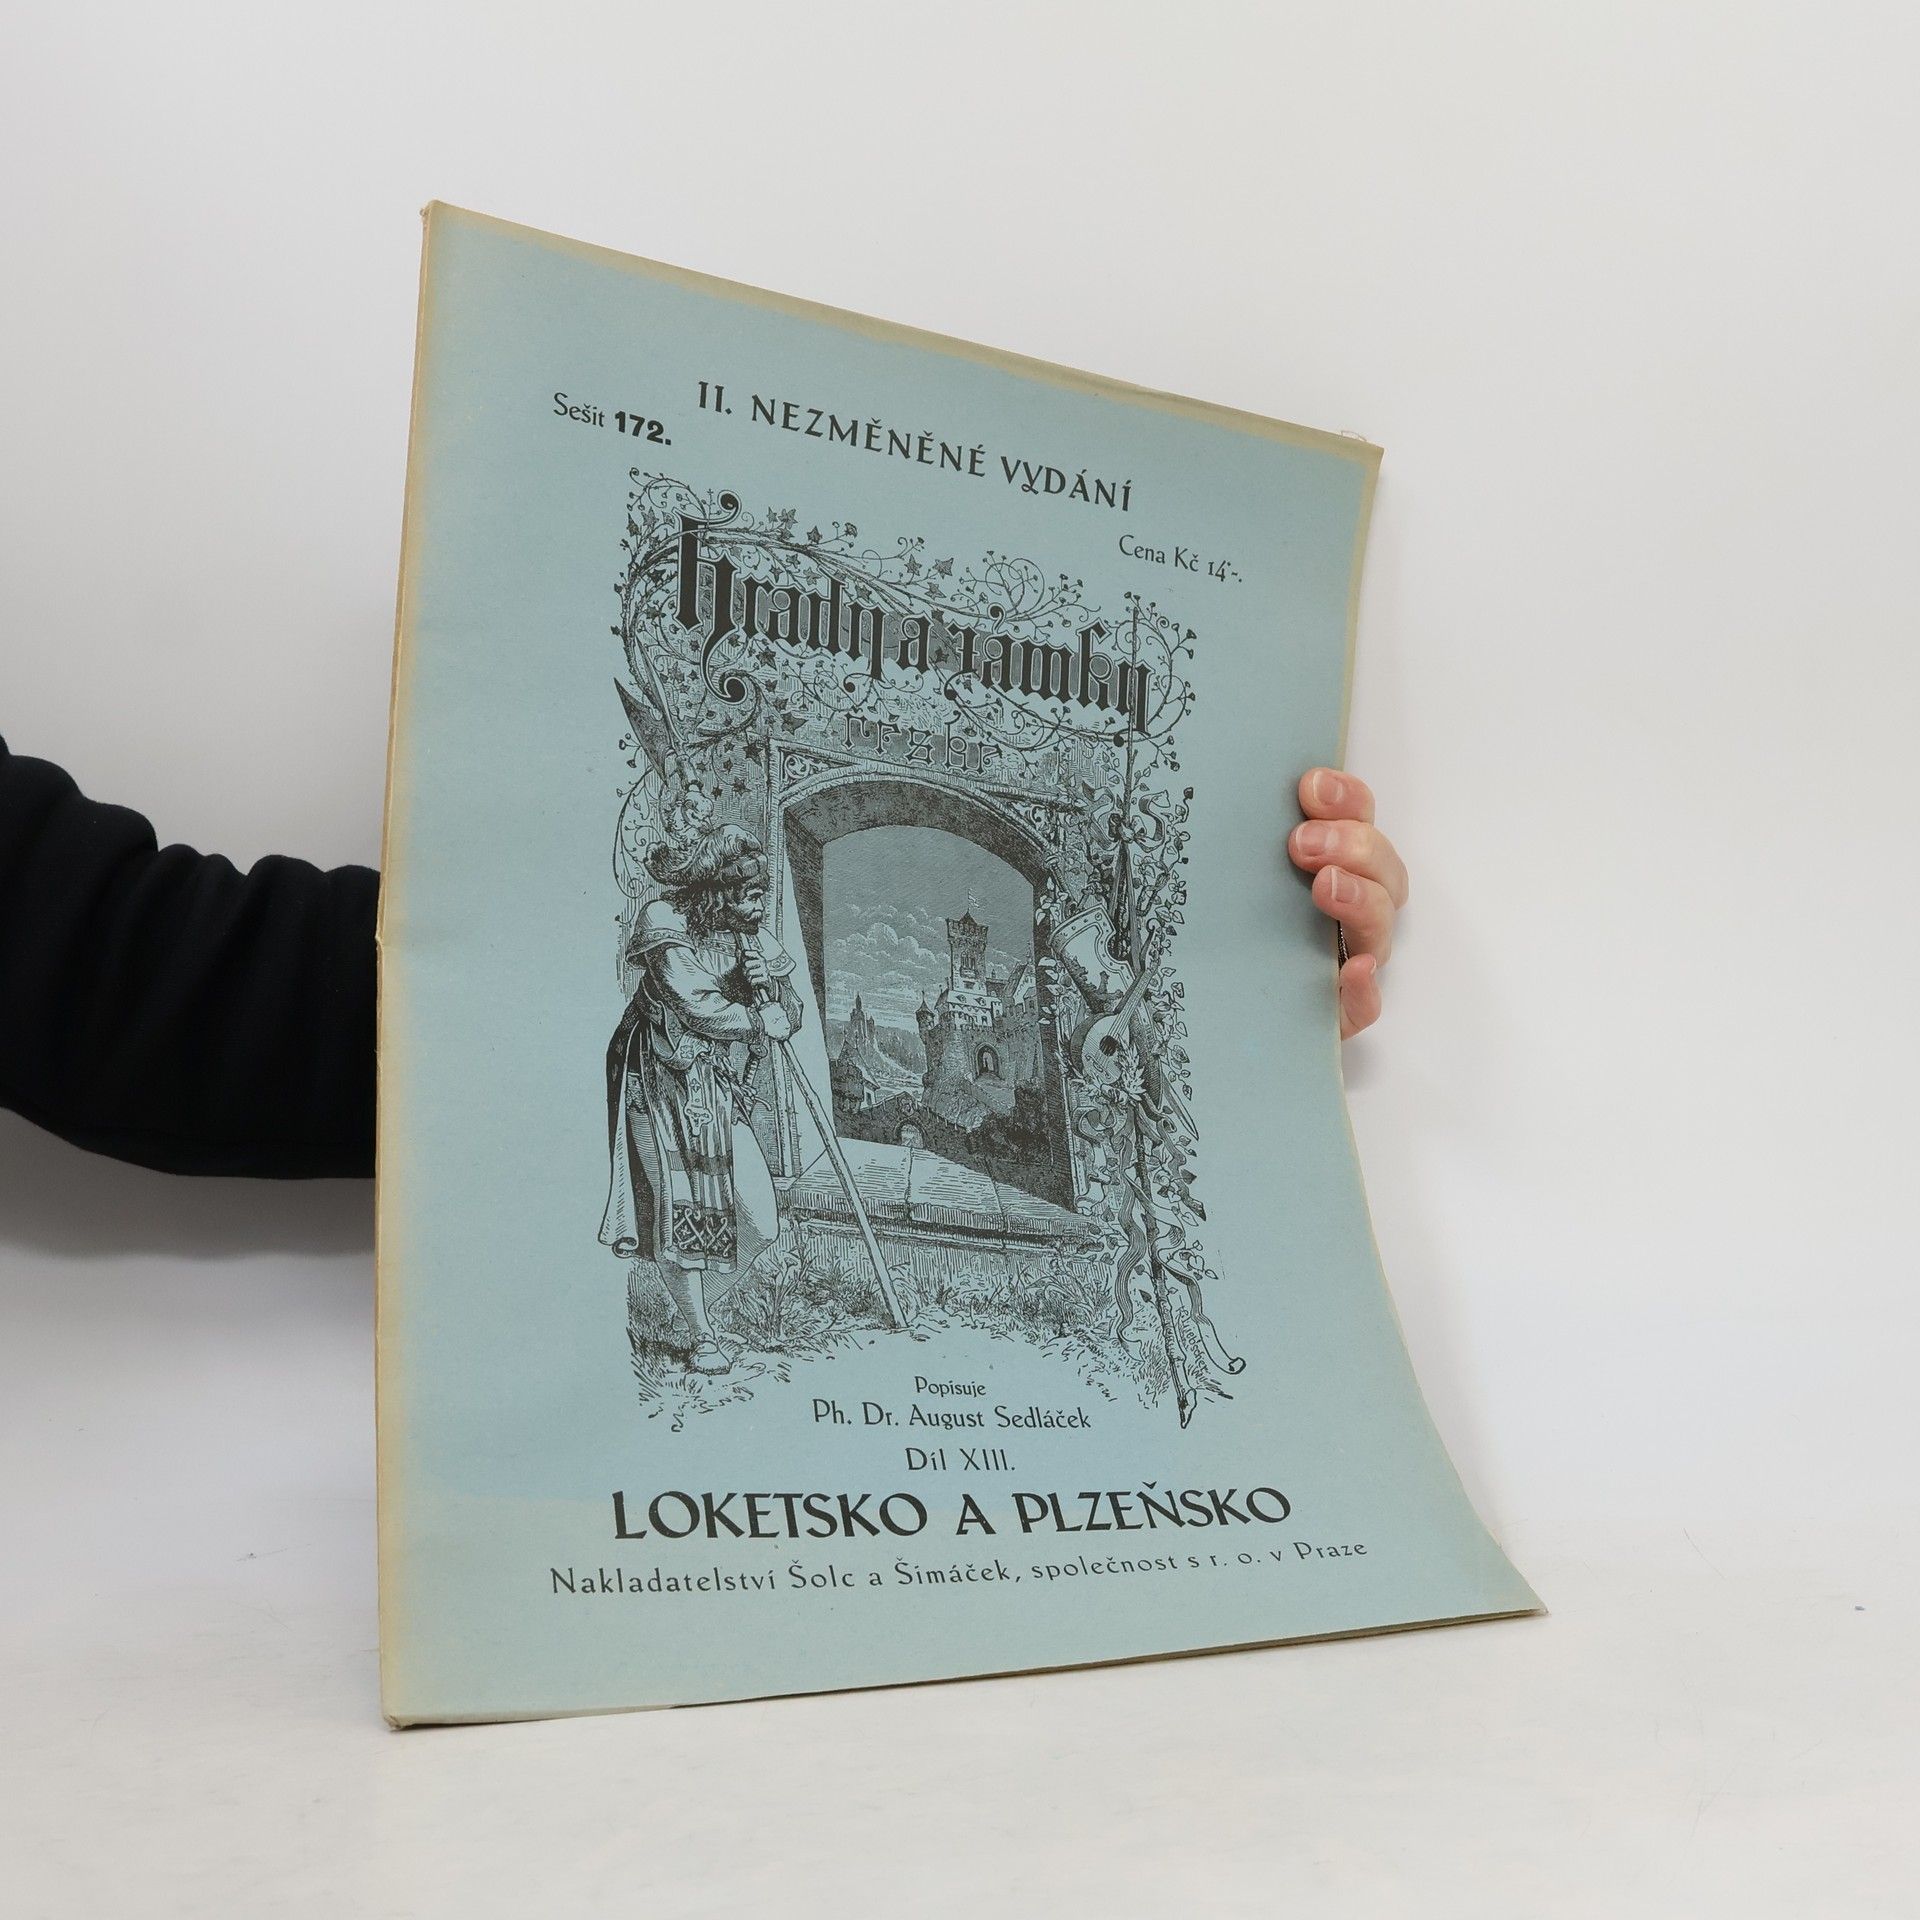 II. NEZMĚNĚNÉ VYDÁNÍ
Sešit 172.
Cena Kč 14·-.
Hrady a zámky
české
Popisuje
Ph. Dr. August Sedláček
Díl XIII.
LOKETSKO A PLZEŇSKO
Nakladatelství Šolc a Šimáček, společnost s r. o. v Praze